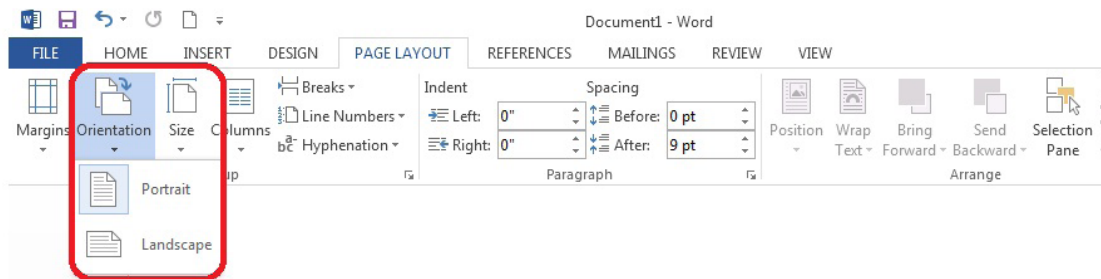 Document1 - Word
FILE HOME INSERT DESIGN PAGE LAYOUT REFERENCES MAILINGS REVIEW VIEW
Margins Orientation Size Columns
Breaks
Line Numbers
Hyphenation
Indent
Left: 0"
Right: 0"
Spacing
Before: 0 pt
After: 9 pt
Paragraph
Position
Wrap Text
Bring Forward
Send Backward
Selection Pane
Arrange
Portrait
Landscape